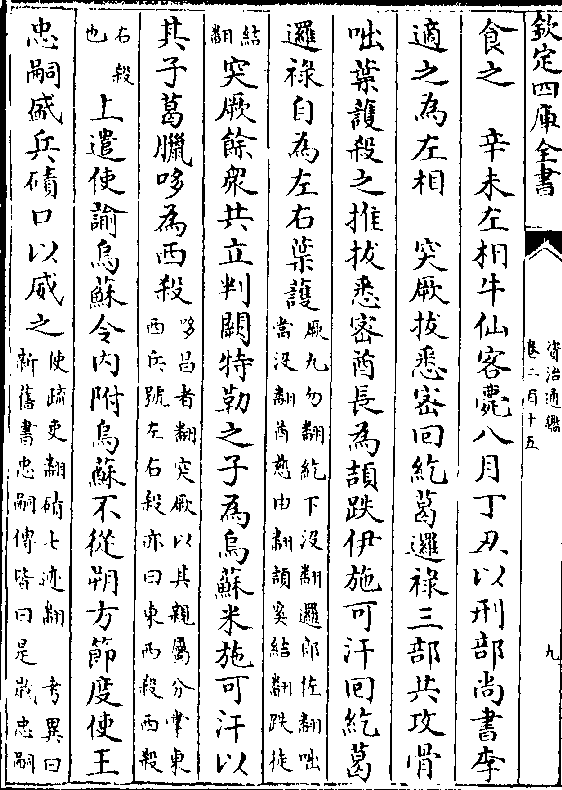 欽定四庫全書
資治通鑑
卷二百十五
九
食之　辛未左相牛仙客薨八月丁丑以刑部尚書李
適之為左相　突厥拔悉密回紇葛邏祿三部共攻骨
咄葉護殺之推拔悉密酋長為頡跌伊施可汗回紇葛
邏祿自為左右葉護厥九勿翻紇下沒翻邏郎佐翻咄
當沒翻酋慈由翻頡奚結翻跌徒
結翻
突厥餘衆共立判闕特勒之子為烏蘇米施可汗以
其子葛臘哆為西殺哆昌者翻突厥以其親屬分掌東
西兵號左右殺亦曰東西殺西殺
右殺也
上遣使諭烏蘇令内附烏蘇不從朔方節度使王
忠嗣盛兵磧口以威之使疏吏翻磧七迹翻　考異曰
新舊書忠嗣傳皆曰是歲忠嗣